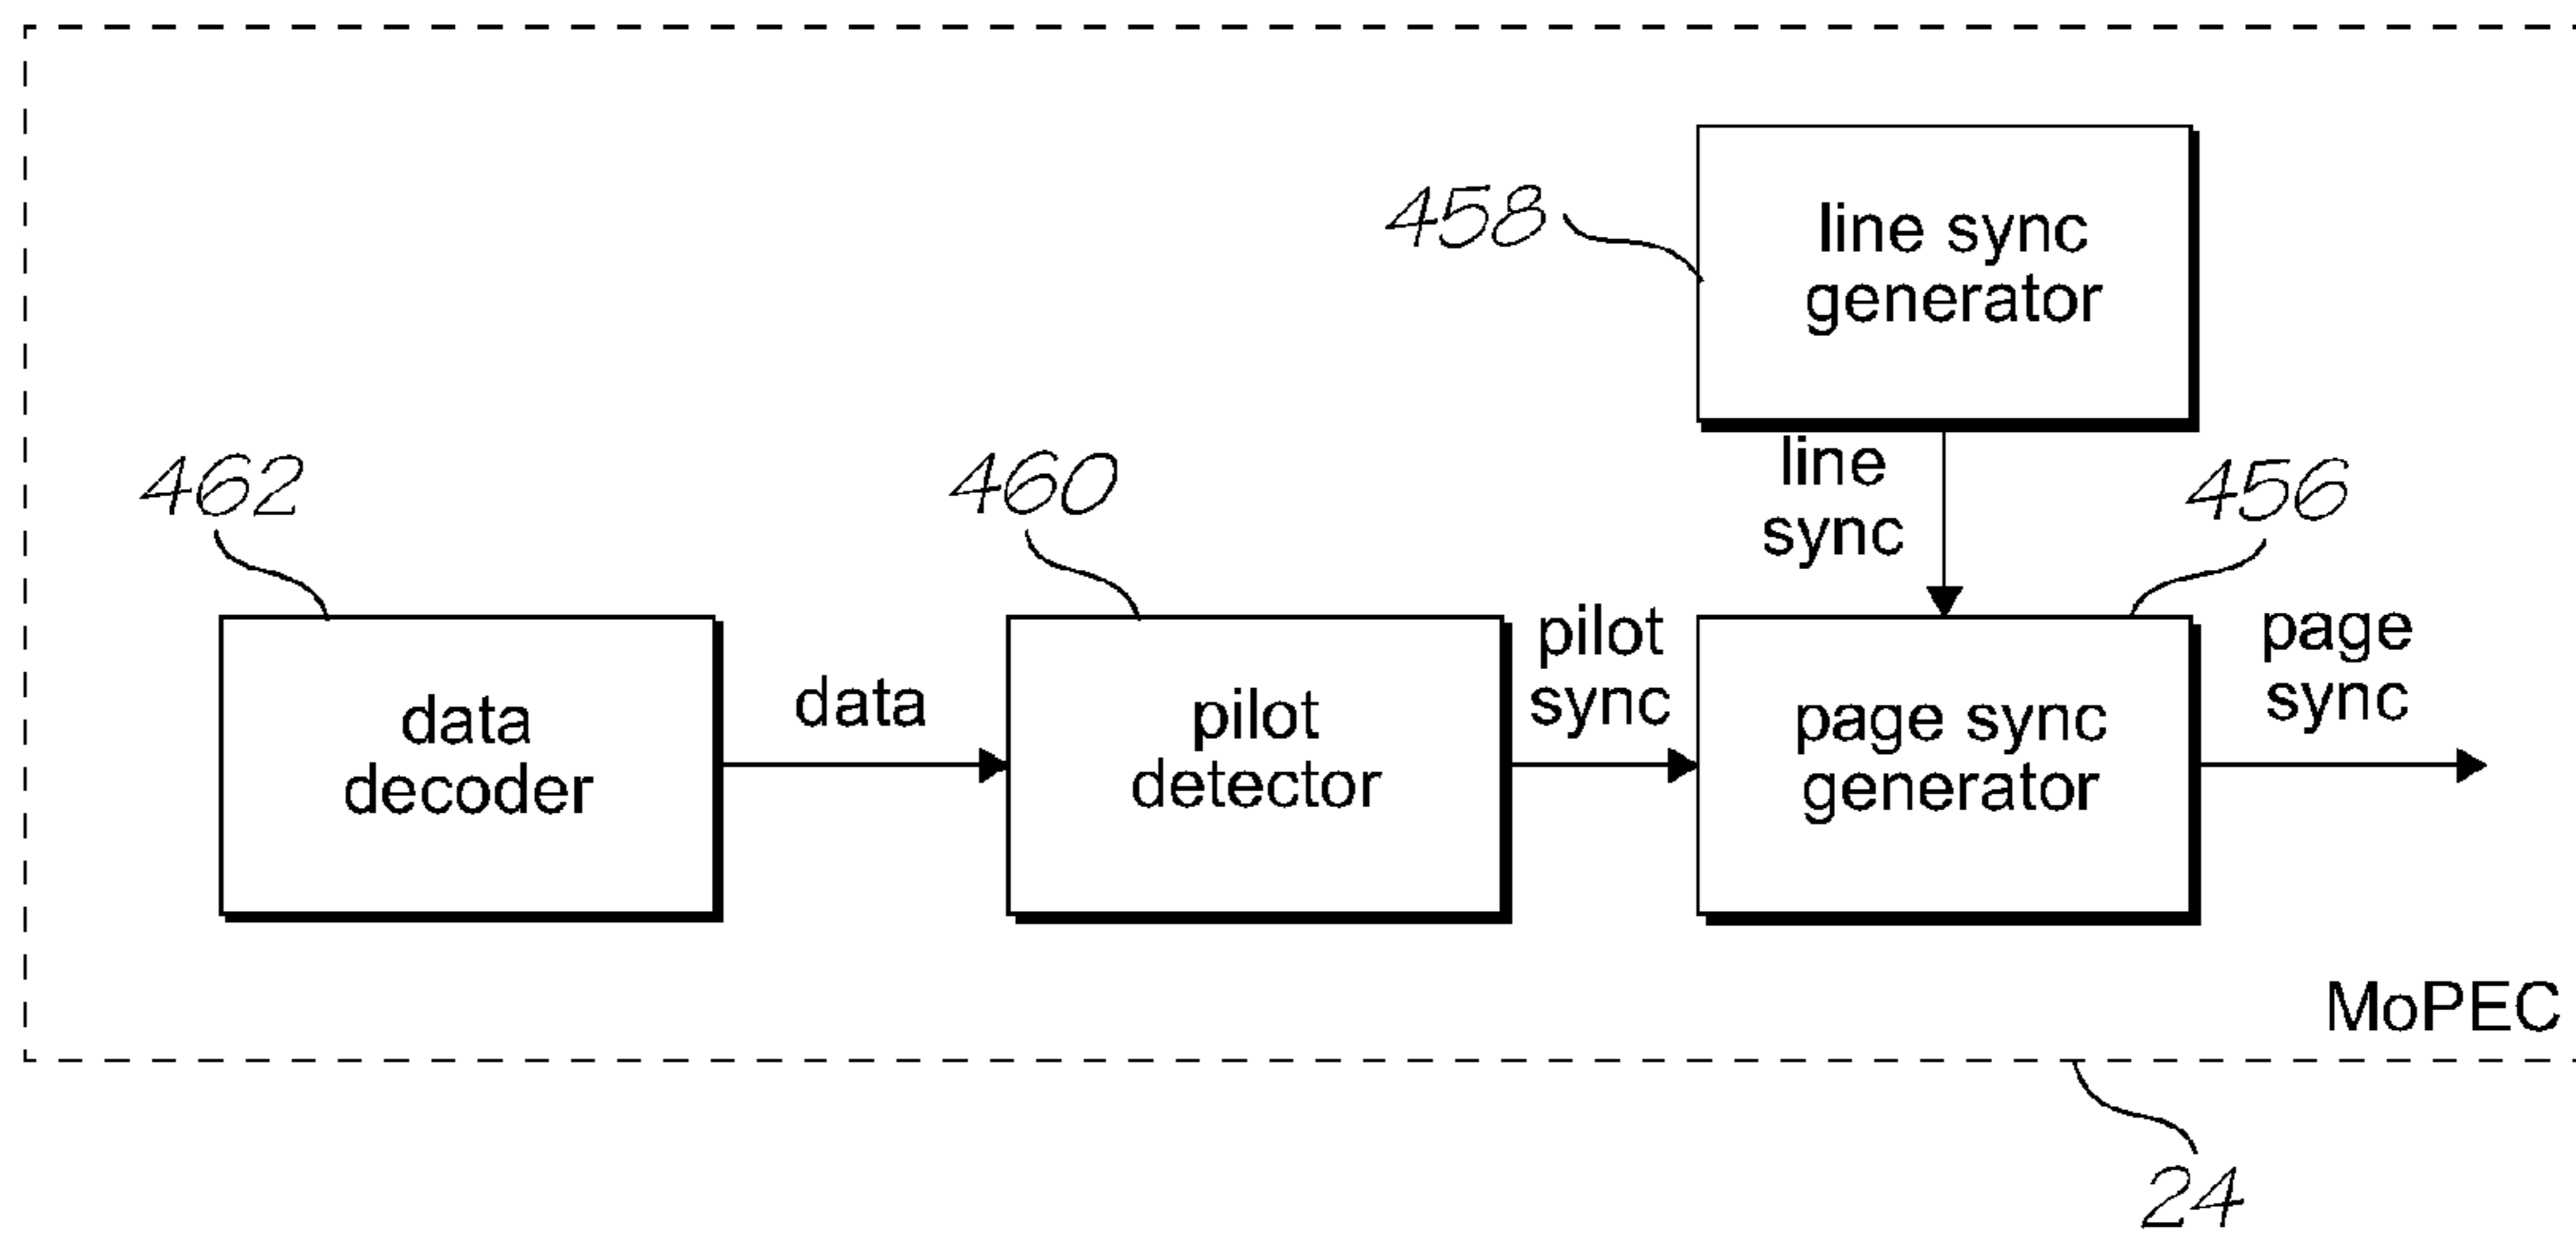 458
line sync
generator
line
sync
462
460
456
data
decoder
data
pilot
detector
pilot
sync
page sync
generator
page
sync
MoPEC
24